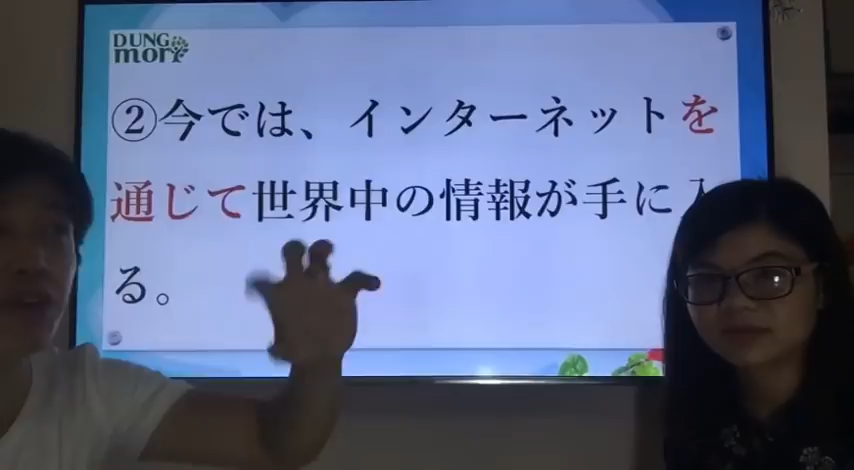 DUNG
mori
②今では、インターネットを
通じて世界中の情報が手に入
る。